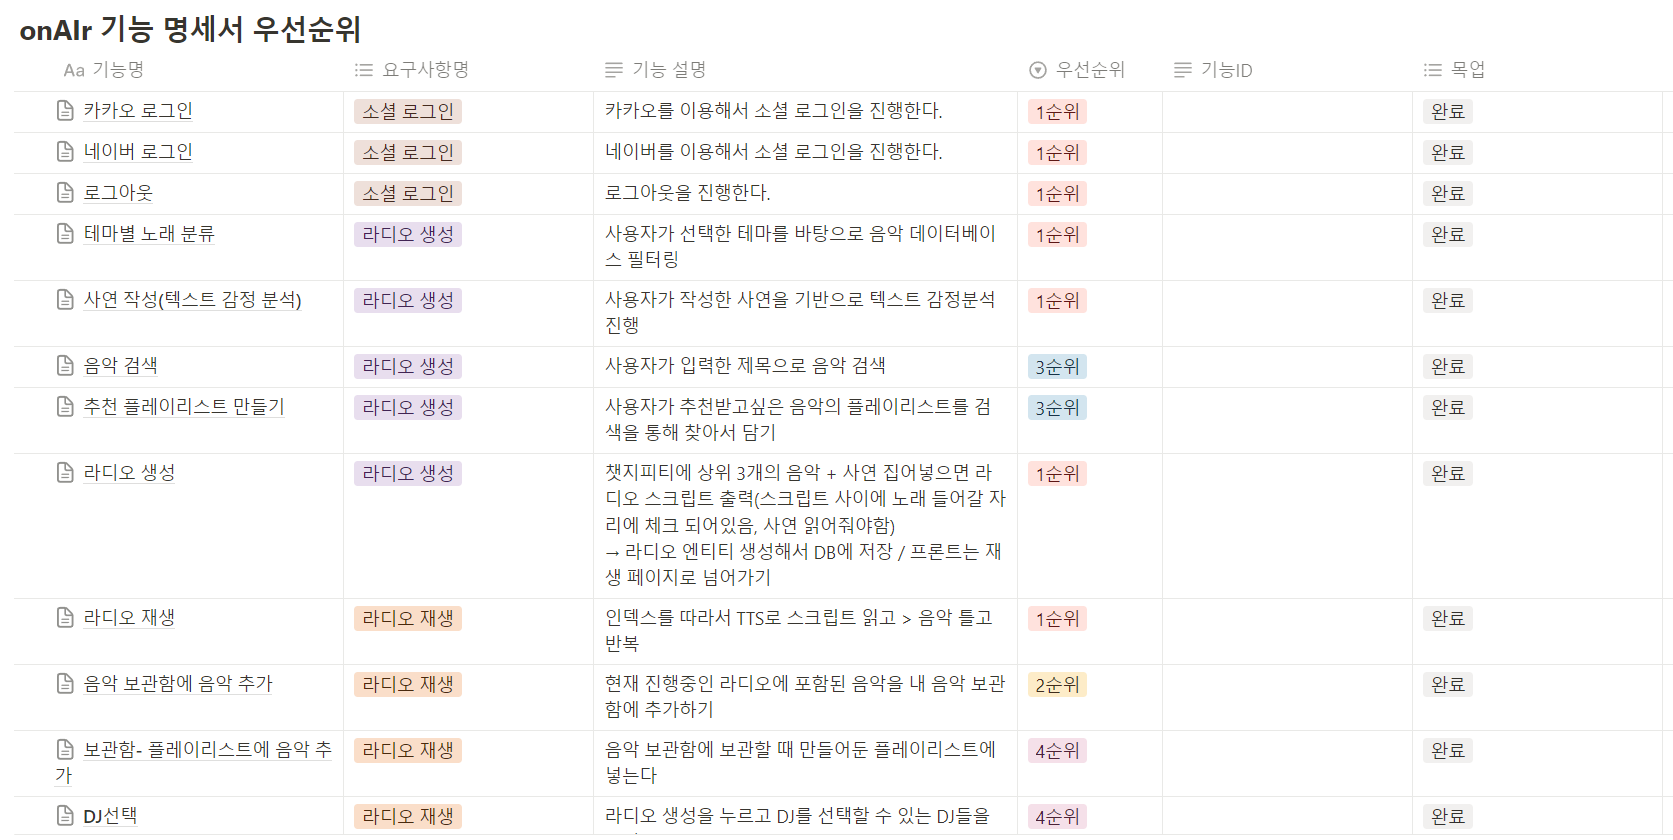 onAIr 기능 명세서 우선순위
Aa 기능명 요구사항명 기능 설명 우선순위 기능ID 목업
카카오 로그인 소셜 로그인 카카오를 이용해서 소셜 로그인을 진행한다. 1순위 완료
네이버 로그인 소셜 로그인 네이버를 이용해서 소셜 로그인을 진행한다. 1순위 완료
로그아웃 소셜 로그인 로그아웃을 진행한다. 1순위 완료
테마별 노래 분류 라디오 생성 사용자가 선택한 테마를 바탕으로 음악 데이터베이 1순위 완료
스 필터링
사연 작성(텍스트 감정 분석) 라디오 생성 사용자가 작성한 사연을 기반으로 텍스트 감정분석 1순위 완료
진행
음악 검색 라디오 생성 사용자가 입력한 제목으로 음악 검색 3순위 완료
추천 플레이리스트 만들기 라디오 생성 사용자가 추천받고싶은 음악의 플레이리스트를 검 3순위 완료
색을 통해 찾아서 담기
라디오 생성 라디오 생성 챗지피티에 상위 3개의 음악 + 사연 집어넣으면 라 1순위 완료
디오 스크립트 출력(스크립트 사이에 노래 들어갈 자
리에 체크 되어있음, 사연 읽어줘야함)
→ 라디오 엔티티 생성해서 DB에 저장 / 프론트는 재
생 페이지로 넘어가기
라디오 재생 라디오 재생 인덱스를 따라서 TTS로 스크립트 읽고 > 음악 틀고 1순위 완료
반복
음악 보관함에 음악 추가 라디오 재생 현재 진행중인 라디오에 포함된 음악을 내 음악 보관 2순위 완료
함에 추가하기
보관함- 플레이리스트에 음악 추 라디오 재생 음악 보관함에 보관할 때 만들어둔 플레이리스트에 4순위 완료
가 넣는다
DJ선택 라디오 재생 라디오 생성을 누르고 DJ를 선택할 수 있는 DJ들을 4순위 완료